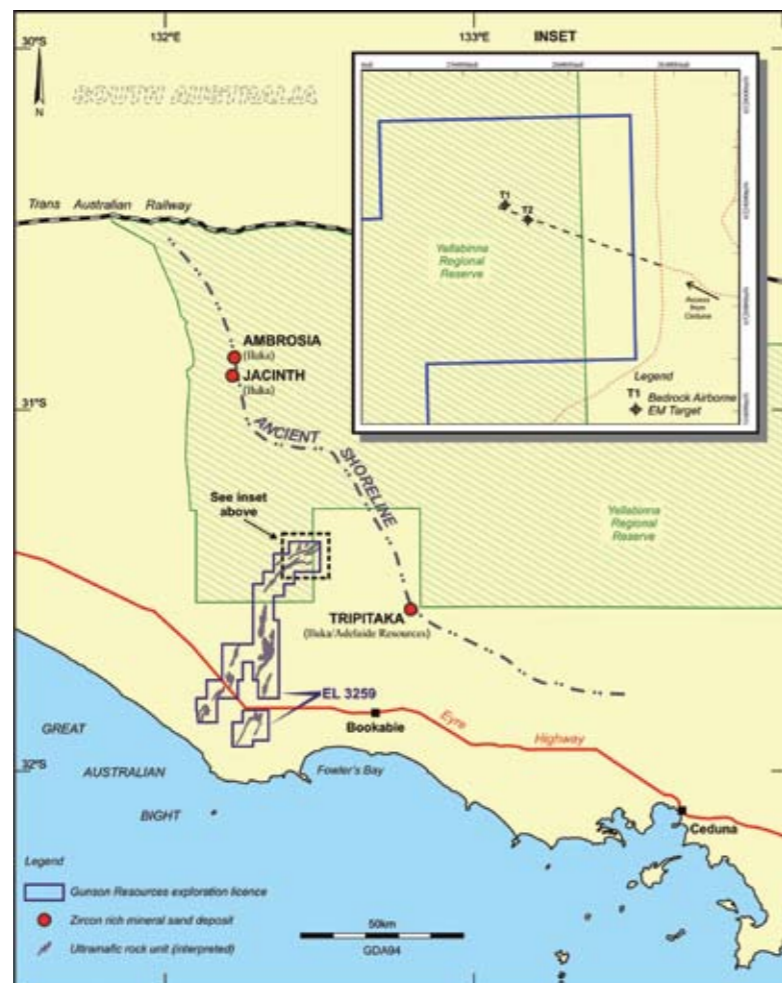 132°E
133°E
INSET
30°S
N
SOUTH AUSTRALIA
Trans Australian Railway
T1
T2
Yellabinna
Regional
Reserve
Access
from
Ceduna
Legend
T1 Bedrock Airborne
EM Target
AMBROSIA
(Iluka)
JACINTH
(Iluka)
31°S
ANCIENT SHORELINE
See inset
above
Yellabinna
Regional
Reserve
TRIPITAKA
(Iluka/Adelaide Resources)
EL 3259
Bookabie
Eyre Highway
GREAT
AUSTRALIAN
BIGHT
32°S
Fowler's Bay
Ceduna
Legend
Gunson Resources exploration licence
Zircon rich mineral sand deposit
Ultramafic rock unit (interpreted)
50km
GDA94